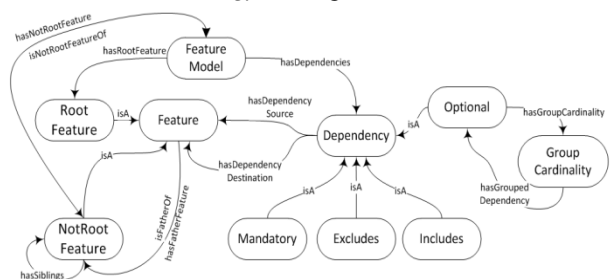 hasNotRootFeature
isNotRootFeatureOf
hasRootFeature
Feature
Model
hasDependencies
Root
Feature
isA
Feature
hasDependency
Source
Dependency
isA
Optional
hasGroupCardinality
Group
Cardinality
hasGrouped
Dependency
hasDependency
Destination
isA
isFatherOf
hasFatherFeature
isA
isA
isA
NotRoot
Feature
hasSiblings
Mandatory
Excludes
Includes